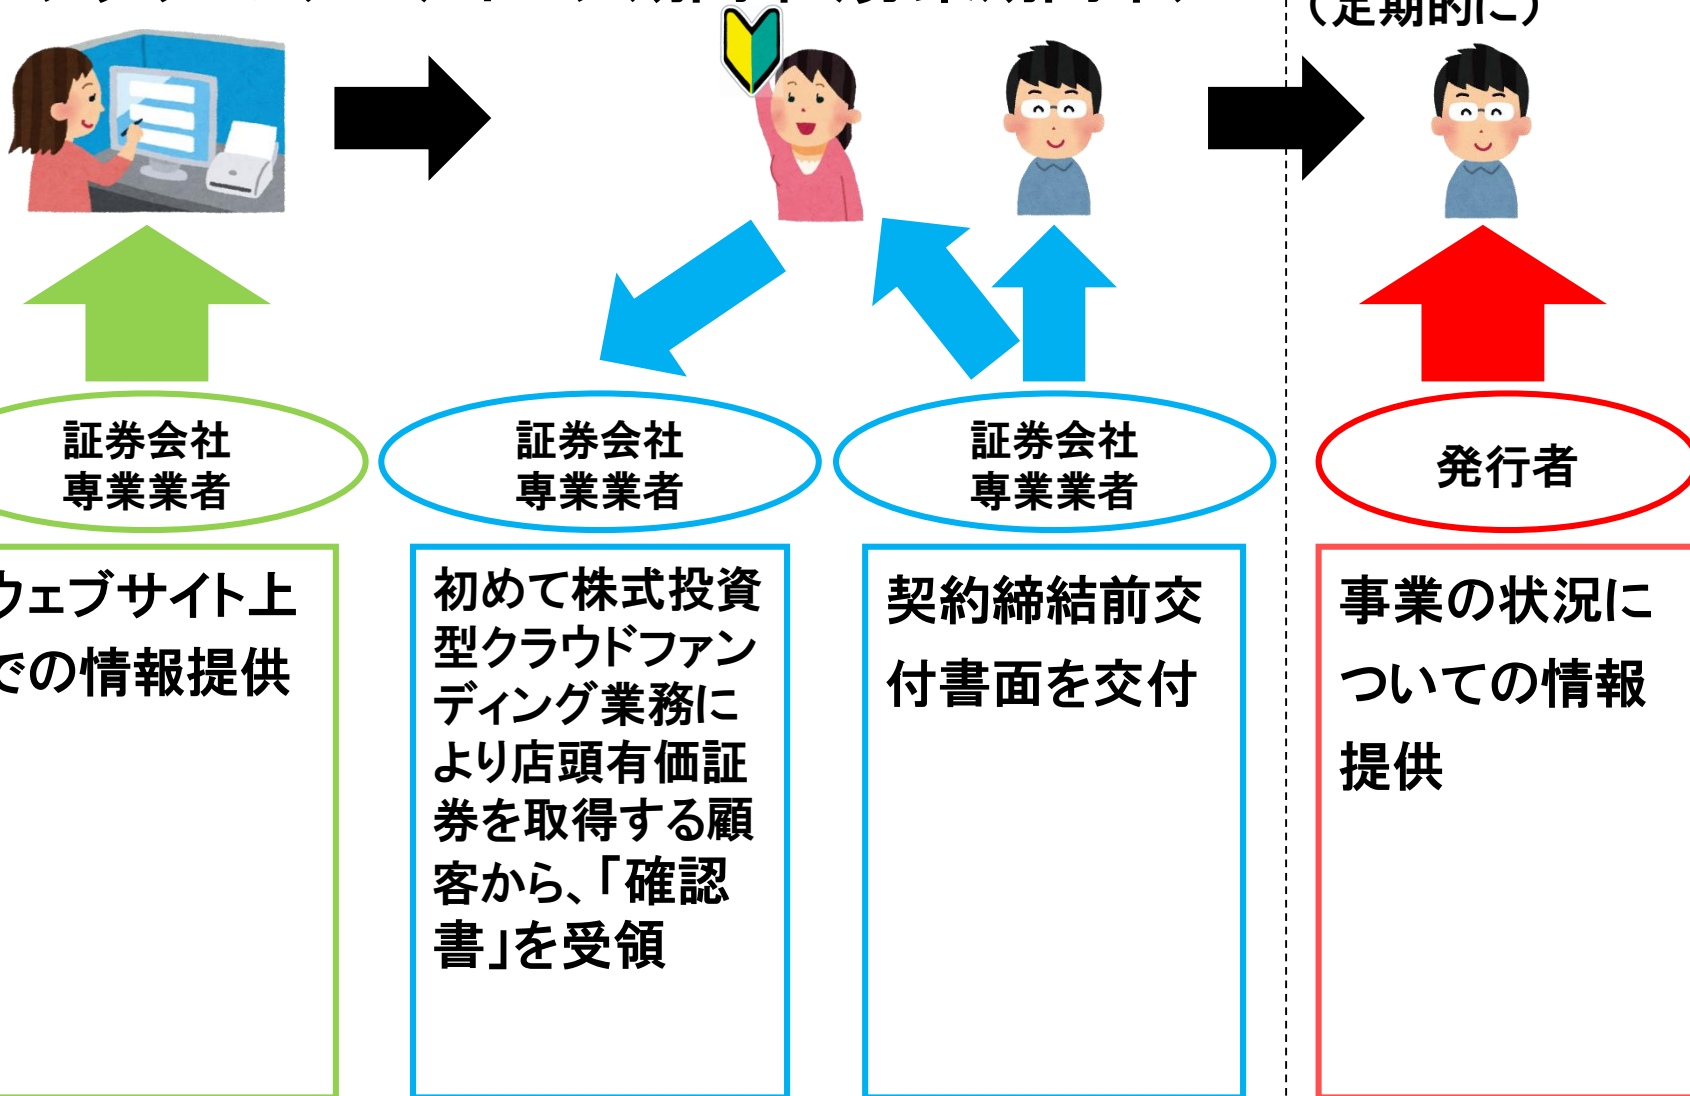 （定期的に）
証券会社
専業業者
証券会社
専業業者
証券会社
専業業者
発行者
ウェブサイト上
での情報提供
初めて株式投資
型クラウドファン
ディング業務に
より店頭有価証
券を取得する顧
客から、「確認
書」を受領
契約締結前交
付書面を交付
事業の状況に
ついての情報
提供